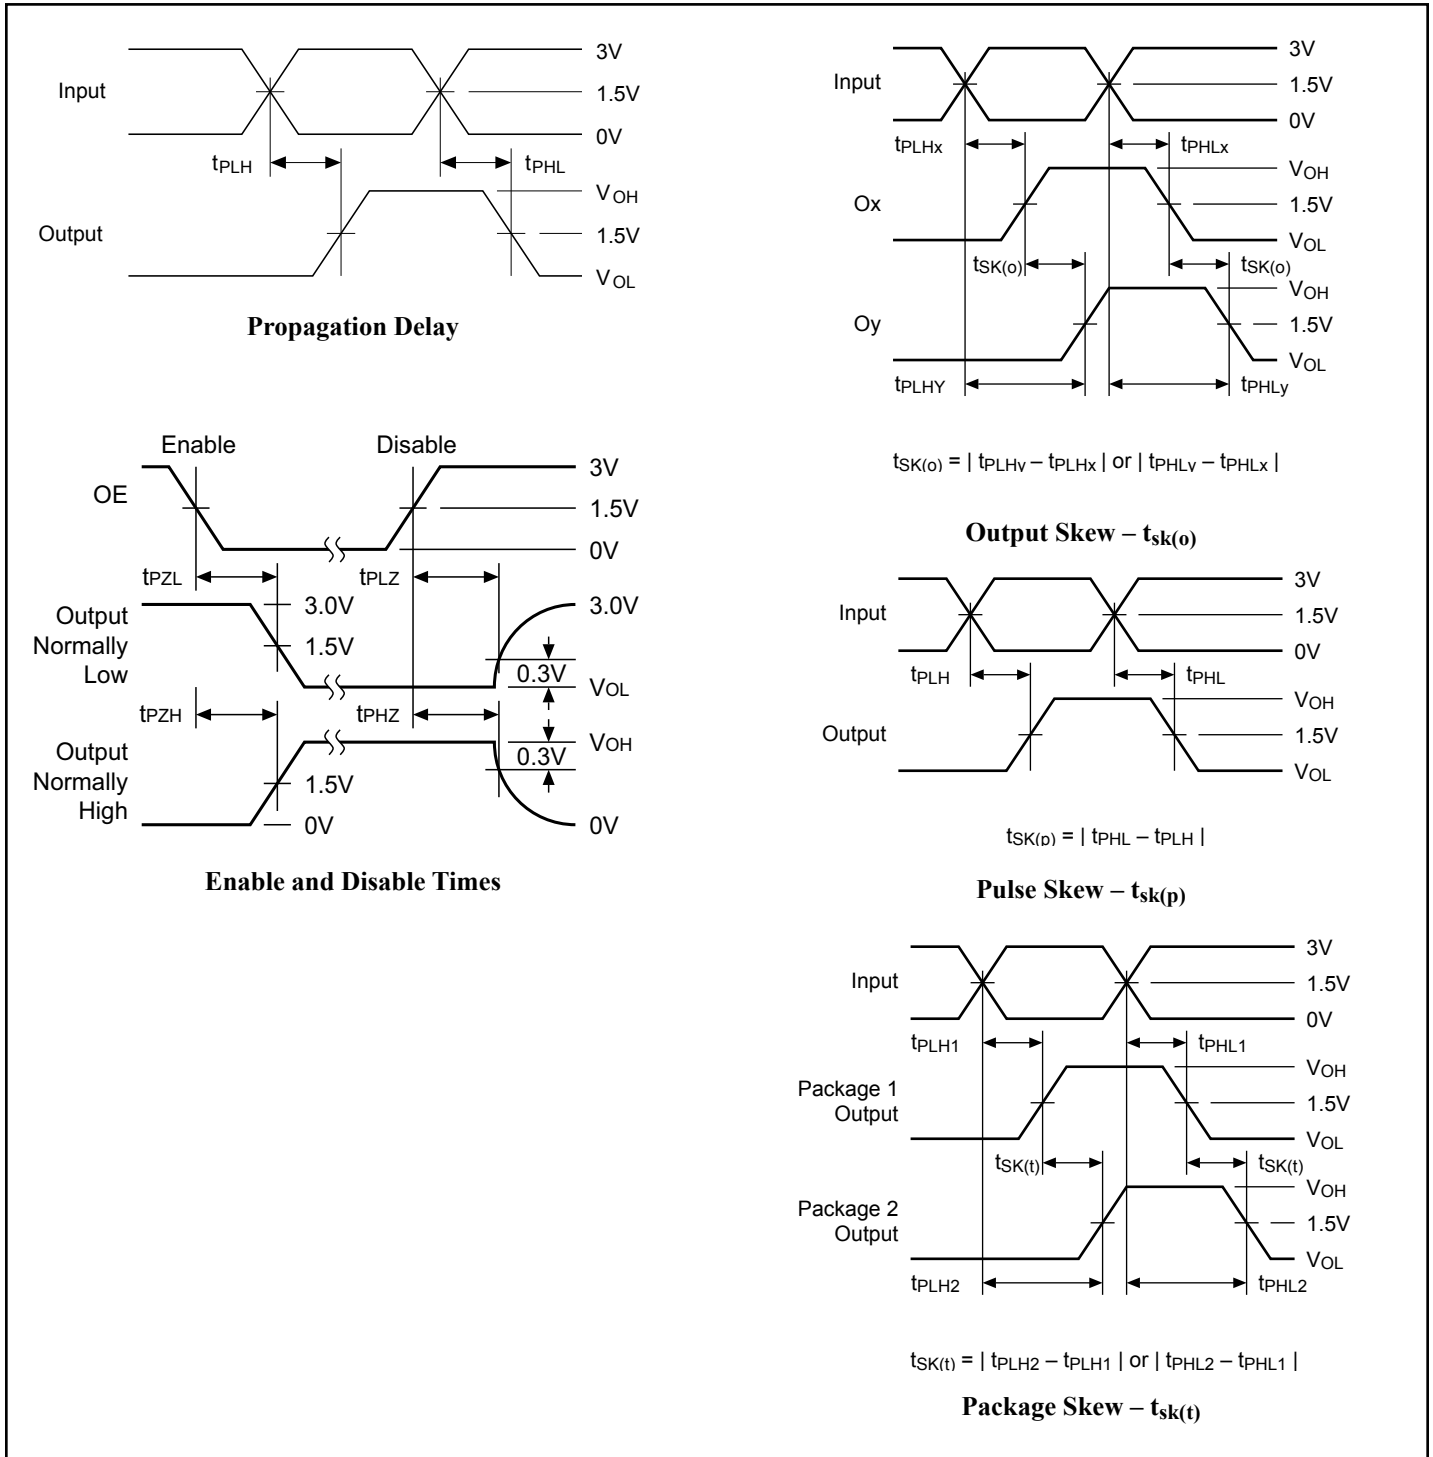 Input
3V
1.5V
0V
tPLH
tPHL
VOH
Output
1.5V
VOL
Propagation Delay
Enable
Disable
OE
3V
1.5V
0V
tPZL
tPLZ
Output
Normally
Low
3.0V
1.5V
3.0V
0.3V
VOL
tPZH
tPHZ
Output
Normally
High
VOH
0.3V
1.5V
0V
0V
Enable and Disable Times
Input
3V
1.5V
0V
tPLHx
tPHLx
VOH
Ox
1.5V
VOL
tSK(o)
tSK(o)
VOH
Oy
1.5V
VOL
tPLHY
tPHLy
tSK(o) = | tPLHy – tPLHx | or | tPHLy – tPHLx |
Output Skew – tsk(o)
Input
3V
1.5V
0V
tPLH
tPHL
VOH
Output
1.5V
VOL
tSK(p) = | tPHL – tPLH |
Pulse Skew – tsk(p)
Input
3V
1.5V
0V
tPLH1
tPHL1
VOH
Package 1
Output
1.5V
VOL
tSK(t)
tSK(t)
VOH
Package 2
Output
1.5V
VOL
tPLH2
tPHL2
tSK(t) = | tPLH2 – tPLH1 | or | tPHL2 – tPHL1 |
Package Skew – tsk(t)